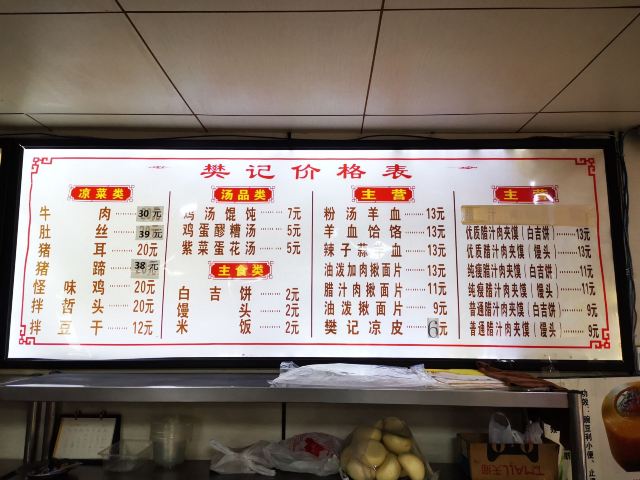 樊记价格表
凉菜类
牛肉……30元
肚丝……39元
猪耳……20元
猪蹄……38元
怪味鸡……20元
拌哲头……20元
拌豆干……12元
汤品类
鸡汤馄饨……7元
鸡蛋醪糟汤……5元
紫菜蛋花汤……5元
主食类
白吉饼……2元
馒头……2元
米饭……2元
主营
粉汤羊血……13元
羊血饸饹……13元
辣子蒜羊血……13元
油泼加肉揪面片……13元
腊汁肉揪面片……11元
油泼揪面片……9元
樊记凉皮……6元
主营
优质腊汁肉夹馍（白吉饼）……13元
优质腊汁肉夹馍（馒头）……13元
纯瘦腊汁肉夹馍（白吉饼）……11元
纯瘦腊汁肉夹馍（馒头）……11元
普通腊汁肉夹馍（白吉饼）……9元
普通腊汁肉夹馍（馒头）……9元